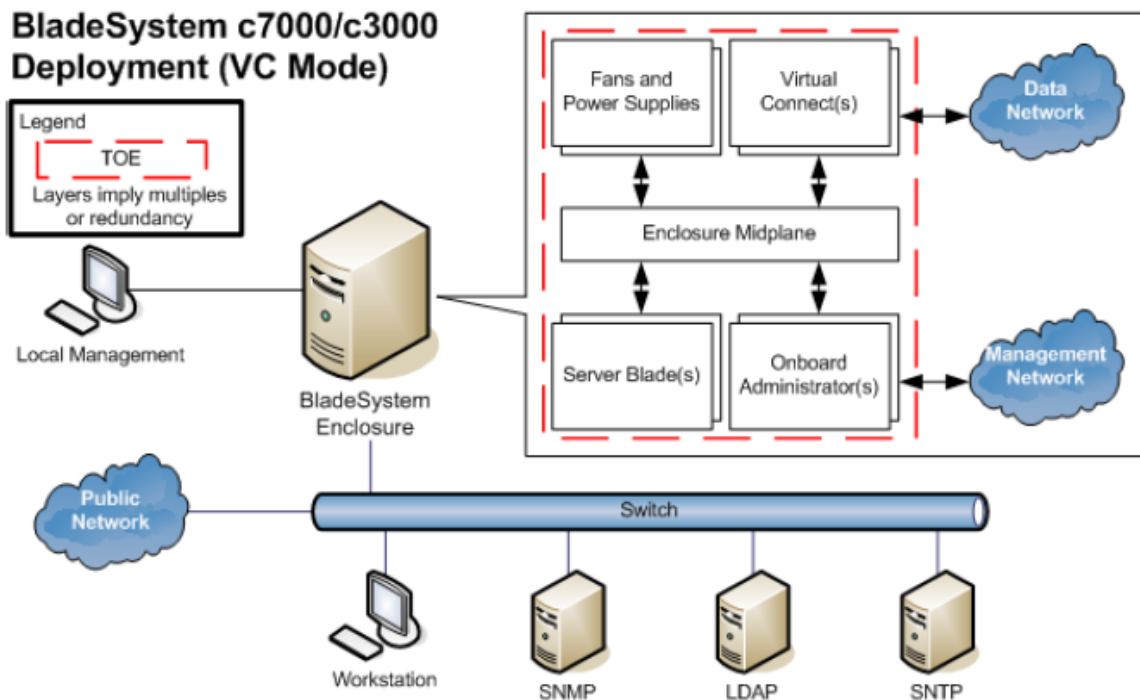 BladeSystem c7000/c3000
Deployment (VC Mode)
Legend
TOE
Layers imply multiples
or redundancy
Local Management
BladeSystem
Enclosure
Fans and
Power Supplies
Virtual
Connect(s)
Data
Network
Enclosure Midplane
Server Blade(s)
Onboard
Administrator(s)
Management
Network
Public
Network
Switch
Workstation
SNMP
LDAP
SNTP